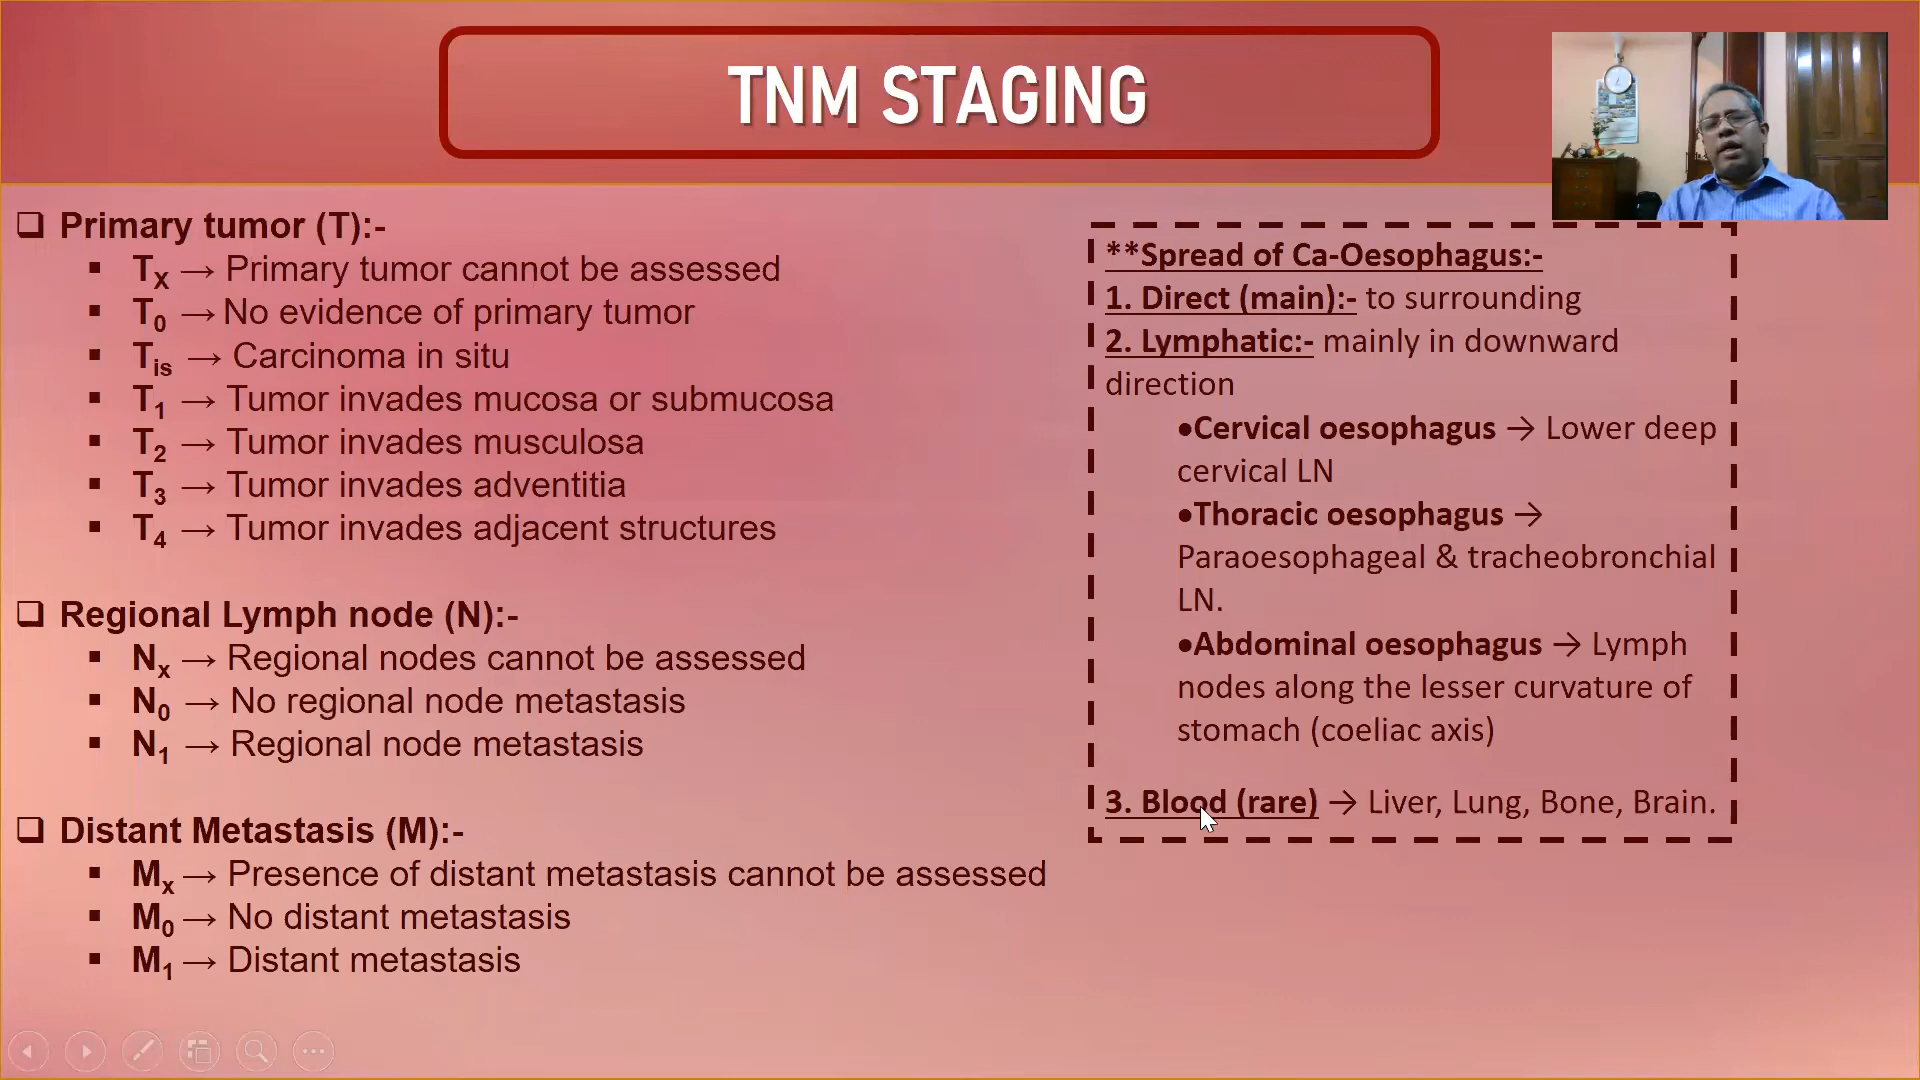 TNM STAGING
❑ Primary tumor (T):-
▪ Tx → Primary tumor cannot be assessed
▪ T0 → No evidence of primary tumor
▪ Tis → Carcinoma in situ
▪ T1 → Tumor invades mucosa or submucosa
▪ T2 → Tumor invades musculosa
▪ T3 → Tumor invades adventitia
▪ T4 → Tumor invades adjacent structures
❑ Regional Lymph node (N):-
▪ Nx → Regional nodes cannot be assessed
▪ N0 → No regional node metastasis
▪ N1 → Regional node metastasis
❑ Distant Metastasis (M):-
▪ Mx → Presence of distant metastasis cannot be assessed
▪ M0 → No distant metastasis
▪ M1 → Distant metastasis
**Spread of Ca-Oesophagus:-
1. Direct (main):- to surrounding
2. Lymphatic:- mainly in downward
direction
•Cervical oesophagus → Lower deep
cervical LN
•Thoracic oesophagus →
Paraoesophageal & tracheobronchial
LN.
•Abdominal oesophagus → Lymph
nodes along the lesser curvature of
stomach (coeliac axis)
3. Blood (rare) → Liver, Lung, Bone, Brain.